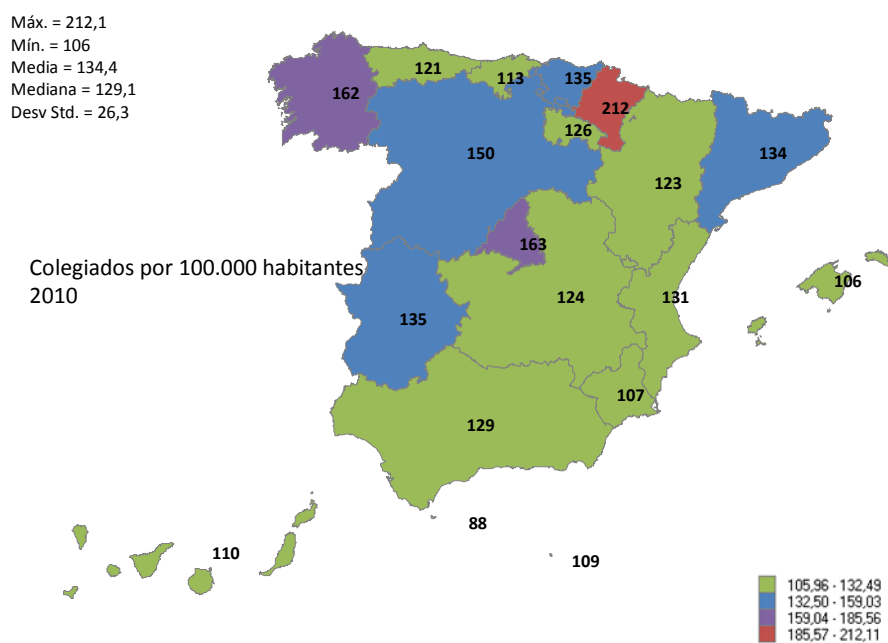 Máx. = 212,1
Mín. = 106
Media = 134,4
Mediana = 129,1
Desv Std. = 26,3
162
121
113
135
212
126
150
134
123
163
Colegiados por 100.000 habitantes
2010
106
124
131
135
107
129
88
110
109
105,96 - 132,49
132,50 - 159,03
159,04 - 185,56
185,57 - 212,11